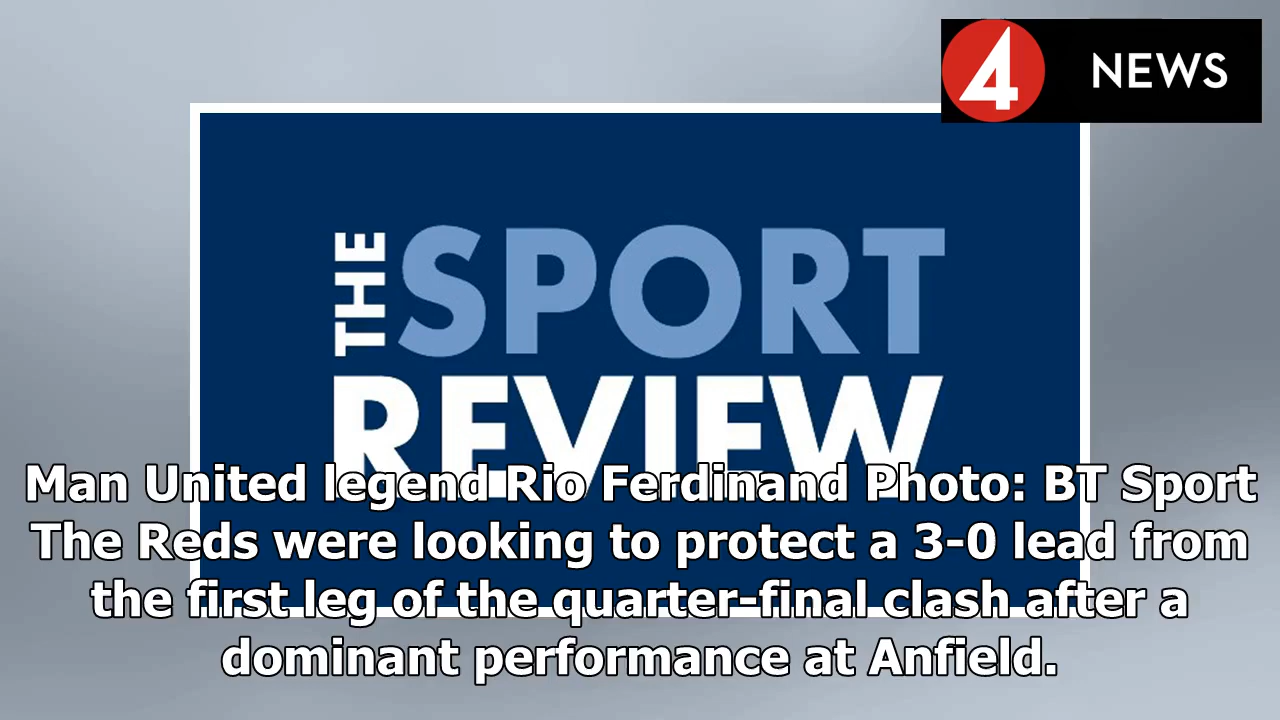 4 NEWS
THE SPORT
REVIEW
Man United legend Rio Ferdinand Photo: BT Sport
The Reds were looking to protect a 3-0 lead from
the first leg of the quarter-final clash after a
dominant performance at Anfield.